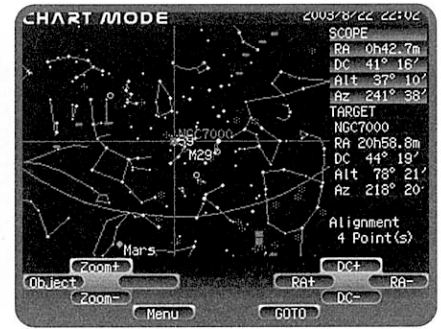 CHART MODE
2003/8/22 22:02
SCOPE
RA 0h42.7m
DC 41° 16'
Alt 37° 10'
Az 241° 38'
TARGET
NGC7000
RA 20h58.8m
DC 44° 19'
Alt 78° 21'
Az 218° 20'
Alignment
4 Point(s)
NGC7000
M29
Mars
Zoom+
DC+
Object
RA+
RA-
Zoom-
DC-
Menu
GOTO